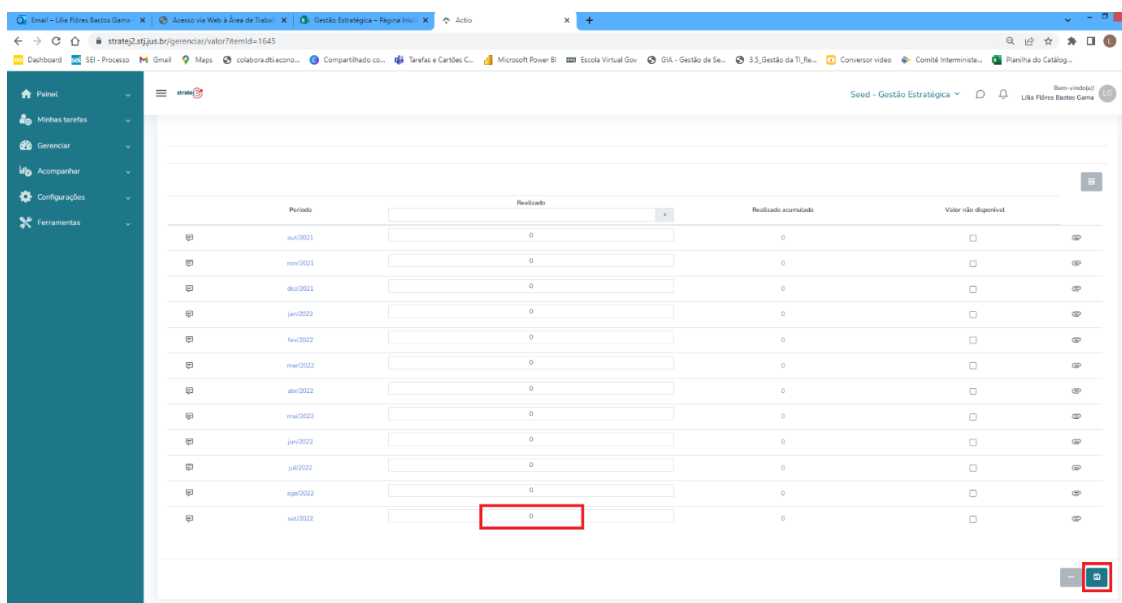 Email – Lilia Flôres Bastos Gama Acesso via Web à Área de Trabal Gestão Estratégica – Página Inici Actio
stratej2.stj.jus.br/gerenciar/valor?itemId=1645
Dashboard SEI - Processo Gmail Maps colabora.dti.econo... Compartilhado co... Tarefas e Cartões C... Microsoft Power BI Escola Virtual Gov GIA - Gestão de Se... 3.5_Gestão da TI_Re... Conversor video Comitê Interministe... Planilha do Catálog...
Painel
Minhas tarefas
Gerenciar
Acompanhar
Configurações
Ferramentas
stratej
Seed - Gestão Estratégica
Bem-vindo(a)!
Lilia Flôres Bastos Gama
LG
Período Realizado Realizado acumulado Valor não disponível
out/2021 0 0
nov/2021 0 0
dez/2021 0 0
jan/2022 0 0
fev/2022 0 0
mar/2022 0 0
abr/2022 0 0
mai/2022 0 0
jun/2022 0 0
jul/2022 0 0
ago/2022 0 0
set/2022 0 0